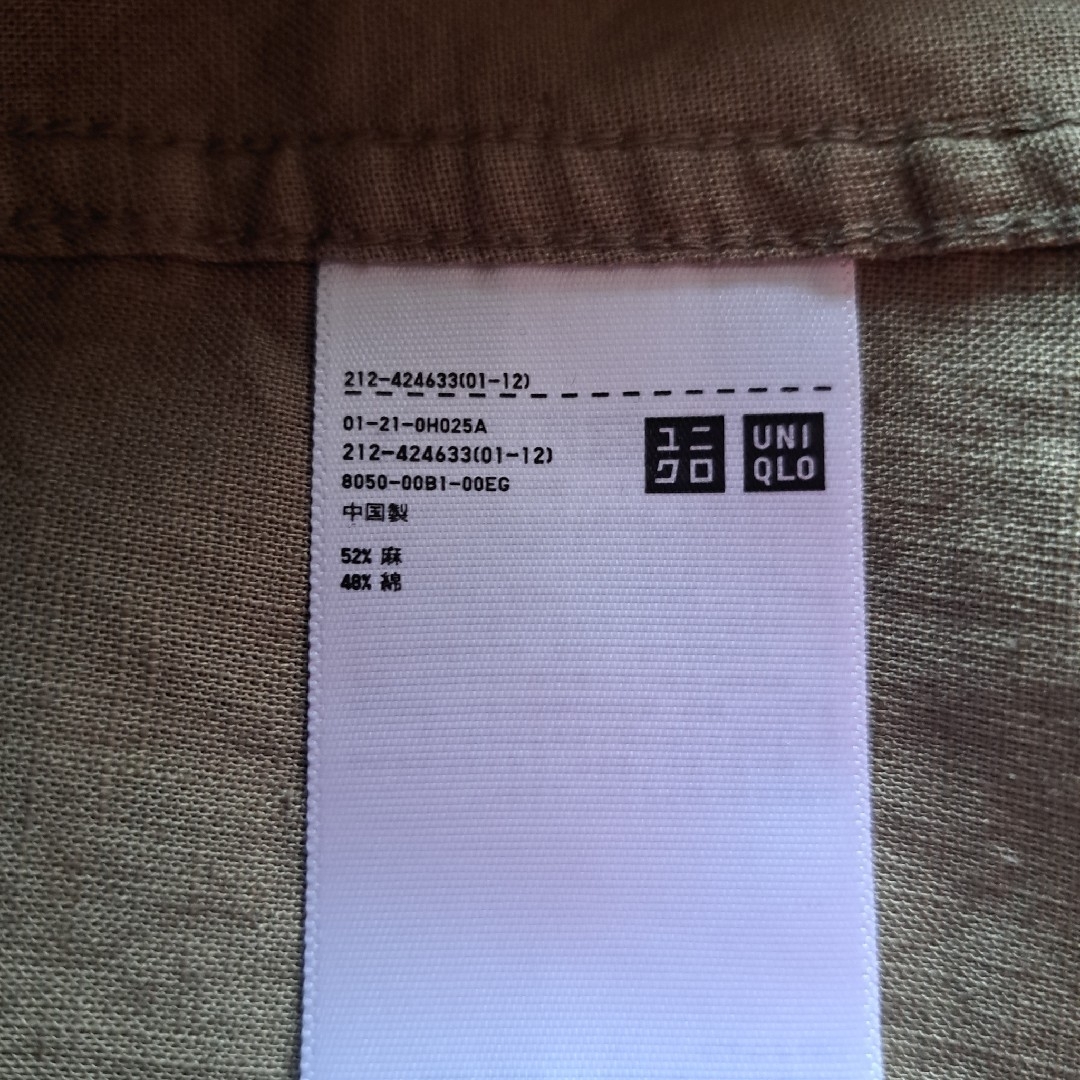 212-424633(01-12)
01-21-0H025A
212-424633(01-12)
8050-00B1-00EG
中国製
52% 麻
48% 綿
ユニ
クロ
UNI
QLO